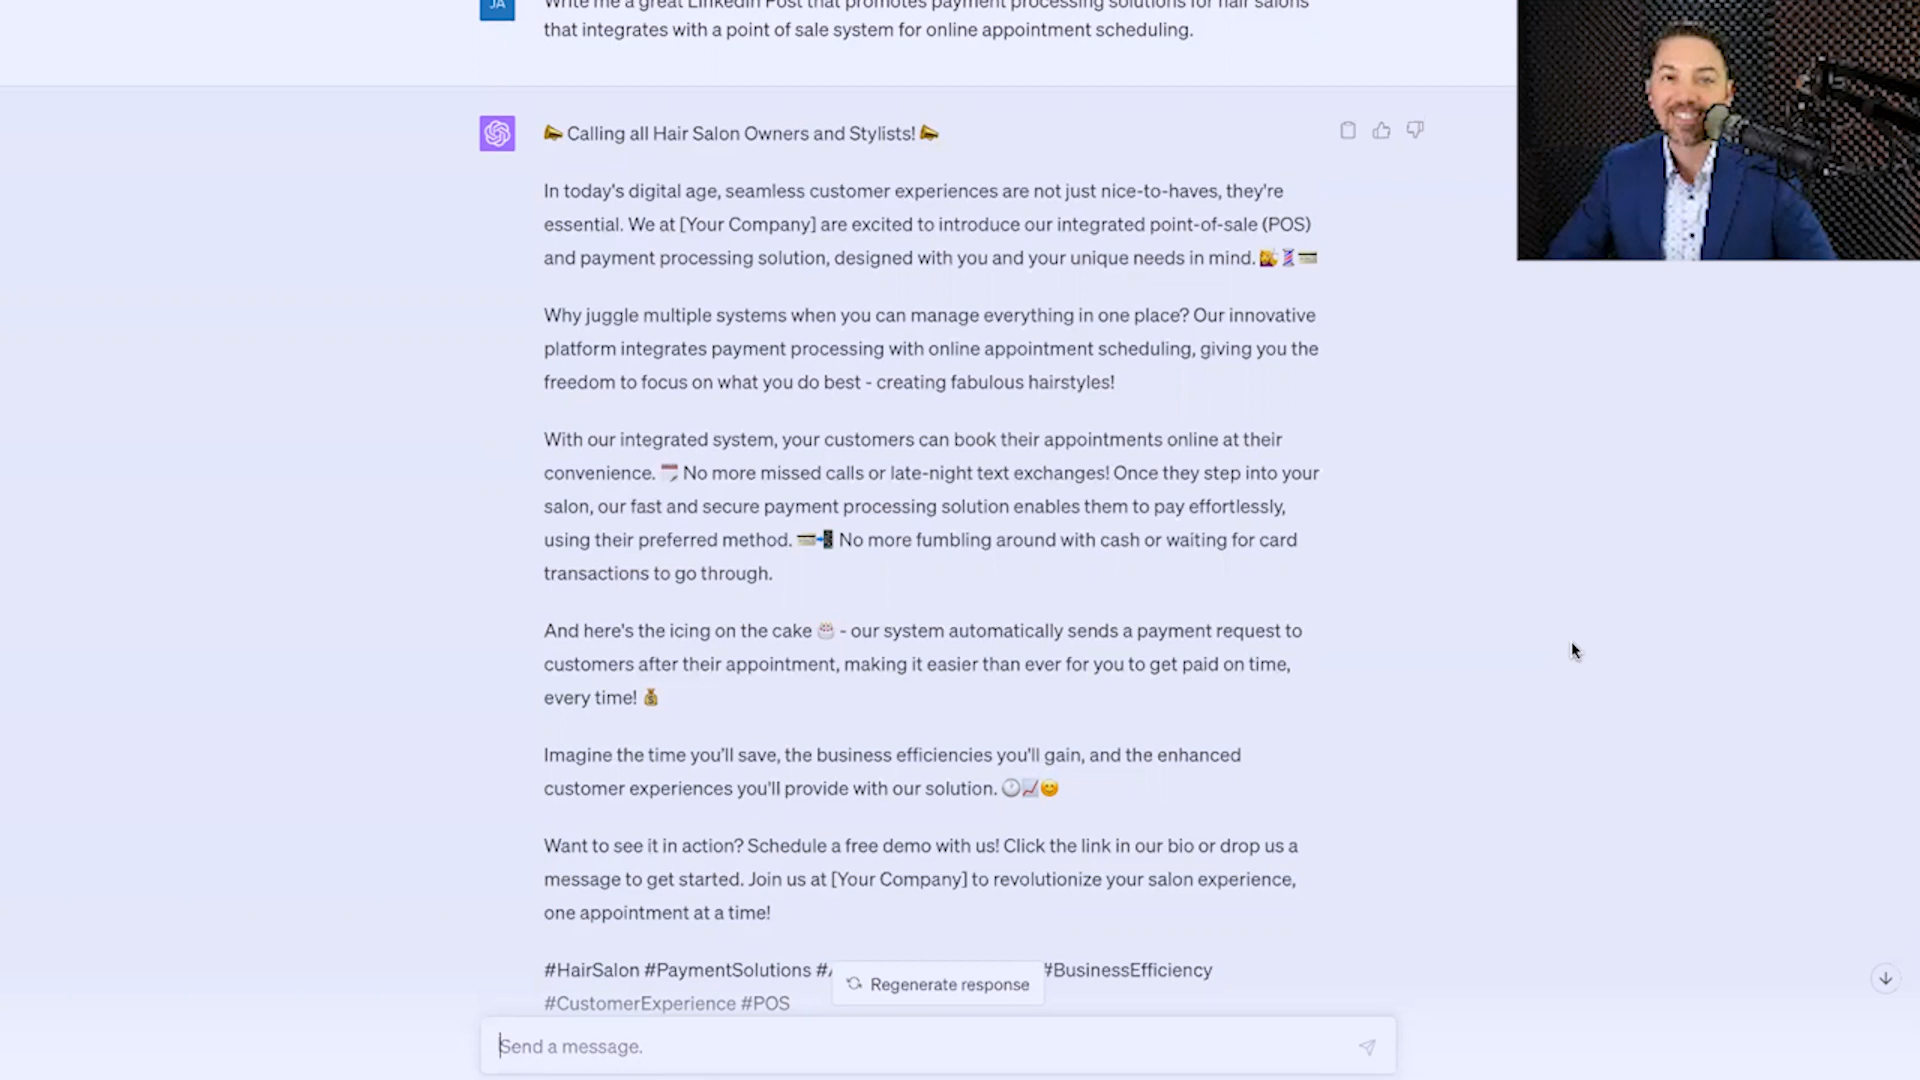 JA
Write me a great LinkedIn Post that promotes payment processing solutions for hair salons
that integrates with a point of sale system for online appointment scheduling.
📣 Calling all Hair Salon Owners and Stylists! 📣
In today's digital age, seamless customer experiences are not just nice-to-haves, they're
essential. We at [Your Company] are excited to introduce our integrated point-of-sale (POS)
and payment processing solution, designed with you and your unique needs in mind. 💇💈💳
Why juggle multiple systems when you can manage everything in one place? Our innovative
platform integrates payment processing with online appointment scheduling, giving you the
freedom to focus on what you do best - creating fabulous hairstyles!
With our integrated system, your customers can book their appointments online at their
convenience. 🗓️ No more missed calls or late-night text exchanges! Once they step into your
salon, our fast and secure payment processing solution enables them to pay effortlessly,
using their preferred method. 💳📲 No more fumbling around with cash or waiting for card
transactions to go through.
And here's the icing on the cake 🎂 - our system automatically sends a payment request to
customers after their appointment, making it easier than ever for you to get paid on time,
every time! 💰
Imagine the time you'll save, the business efficiencies you'll gain, and the enhanced
customer experiences you'll provide with our solution. 🕐📈😊
Want to see it in action? Schedule a free demo with us! Click the link in our bio or drop us a
message to get started. Join us at [Your Company] to revolutionize your salon experience,
one appointment at a time!
#HairSalon #PaymentSolutions #BusinessEfficiency
#CustomerExperience #POS
Regenerate response
Send a message.